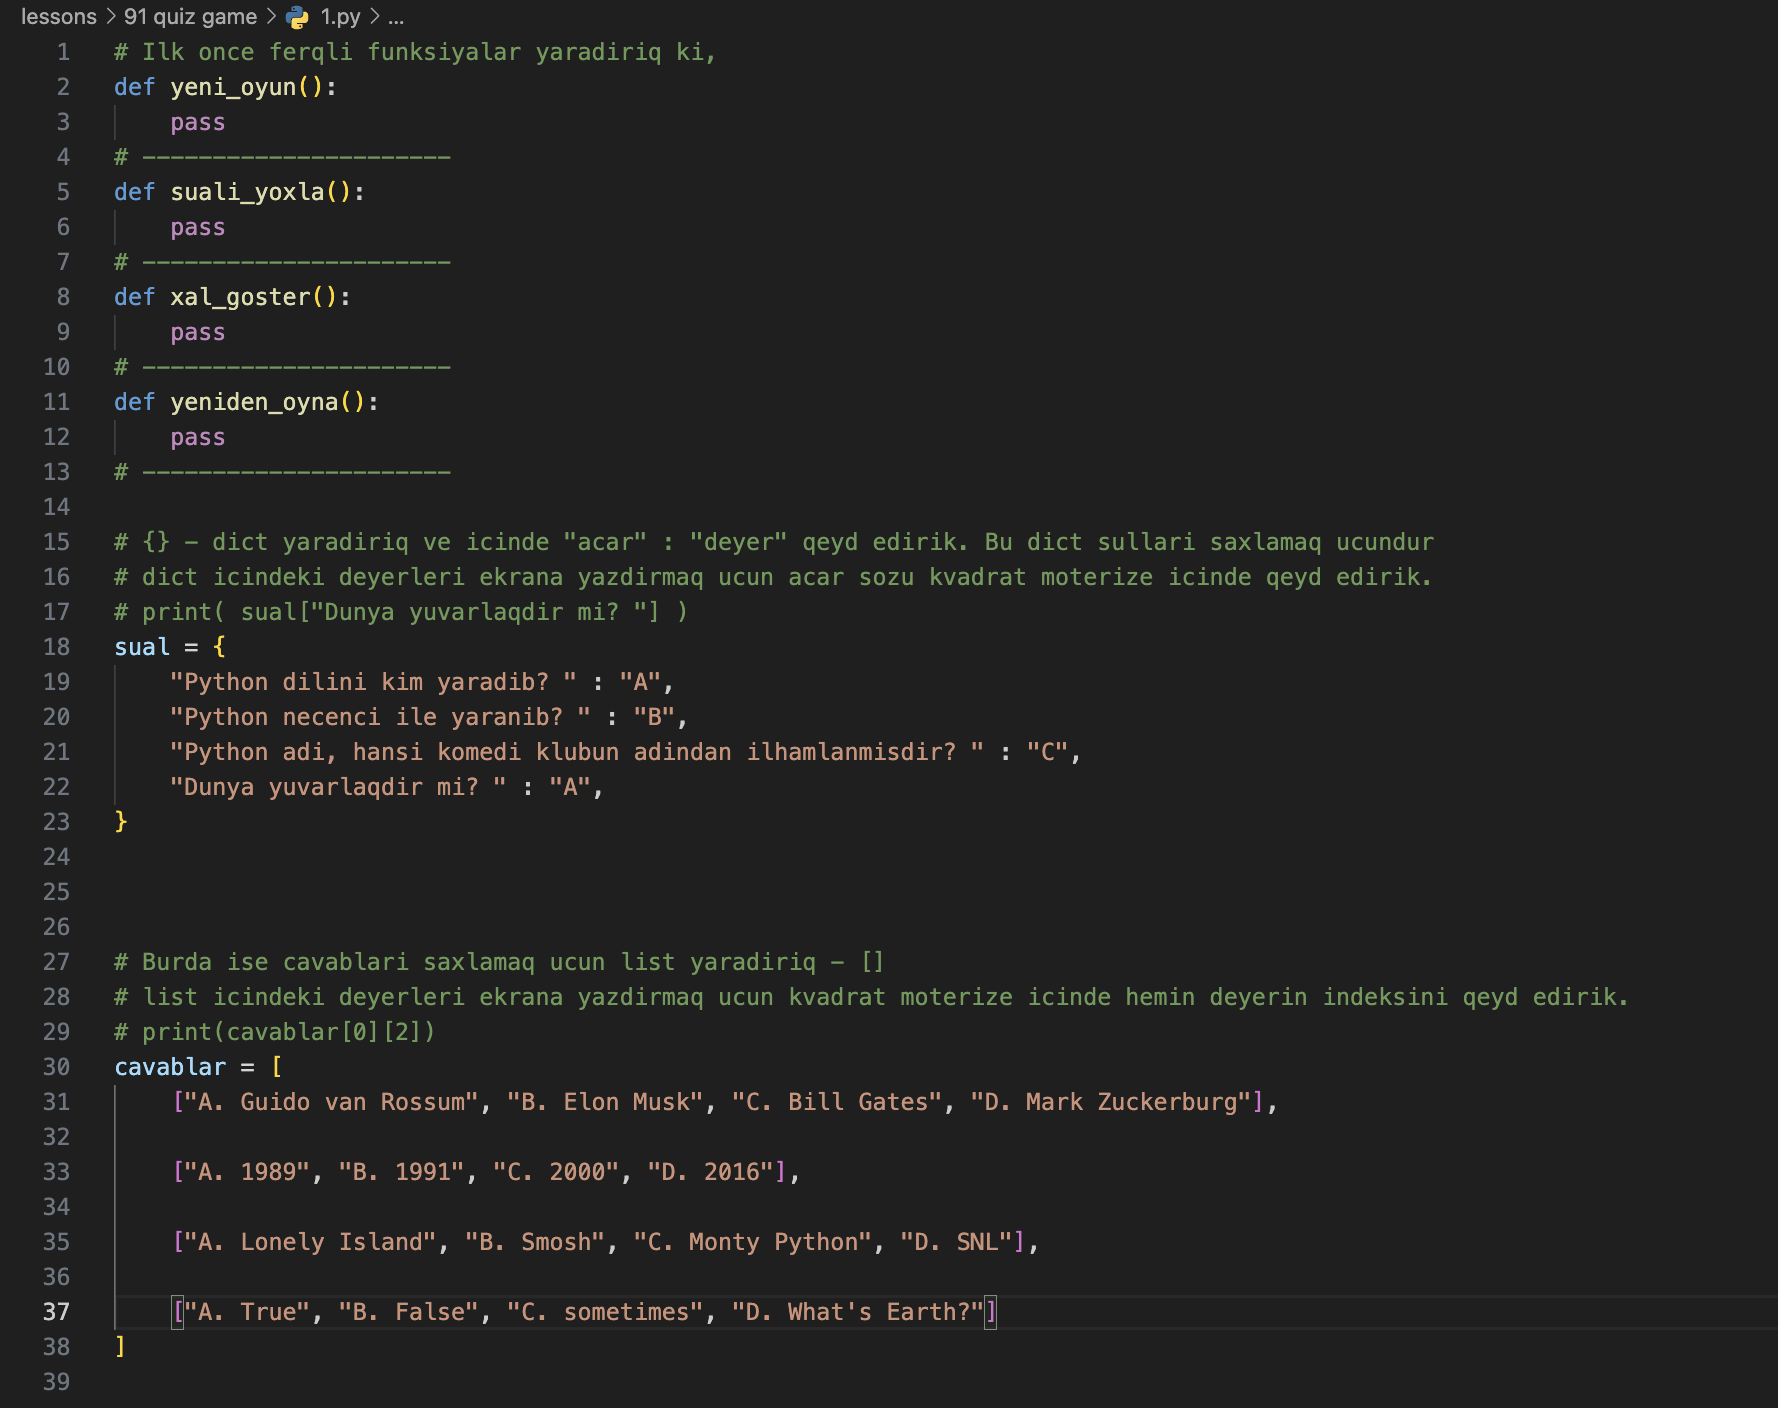 lessons > 91 quiz game > 1.py > ...
1 # Ilk once ferqli funksiyalar yaradiriq ki,
2 def yeni_oyun():
3     pass
4 # ----------------------
5 def suali_yoxla():
6     pass
7 # ----------------------
8 def xal_goster():
9     pass
10 # ----------------------
11 def yeniden_oyna():
12     pass
13 # ----------------------
14
15 # {} - dict yaradiriq ve icinde "acar" : "deyer" qeyd edirik. Bu dict sullari saxlamaq ucundur
16 # dict icindeki deyerleri ekrana yazdirmaq ucun acar sozu kvadrat moterize icinde qeyd edirik.
17 # print( sual["Dunya yuvarlaqdir mi? "] )
18 sual = {
19     "Python dilini kim yaradib? " : "A",
20     "Python necenci ile yaranib? " : "B",
21     "Python adi, hansi komedi klubun adindan ilhamlanmisdir? " : "C",
22     "Dunya yuvarlaqdir mi? " : "A",
23 }
24
25
26
27 # Burda ise cavablari saxlamaq ucun list yaradiriq - []
28 # list icindeki deyerleri ekrana yazdirmaq ucun kvadrat moterize icinde hemin deyerin indeksini qeyd edirik.
29 # print(cavablar[0][2])
30 cavablar = [
31     ["A. Guido van Rossum", "B. Elon Musk", "C. Bill Gates", "D. Mark Zuckerburg"],
32
33     ["A. 1989", "B. 1991", "C. 2000", "D. 2016"],
34
35     ["A. Lonely Island", "B. Smosh", "C. Monty Python", "D. SNL"],
36
37     ["A. True", "B. False", "C. sometimes", "D. What's Earth?"]
38 ]
39